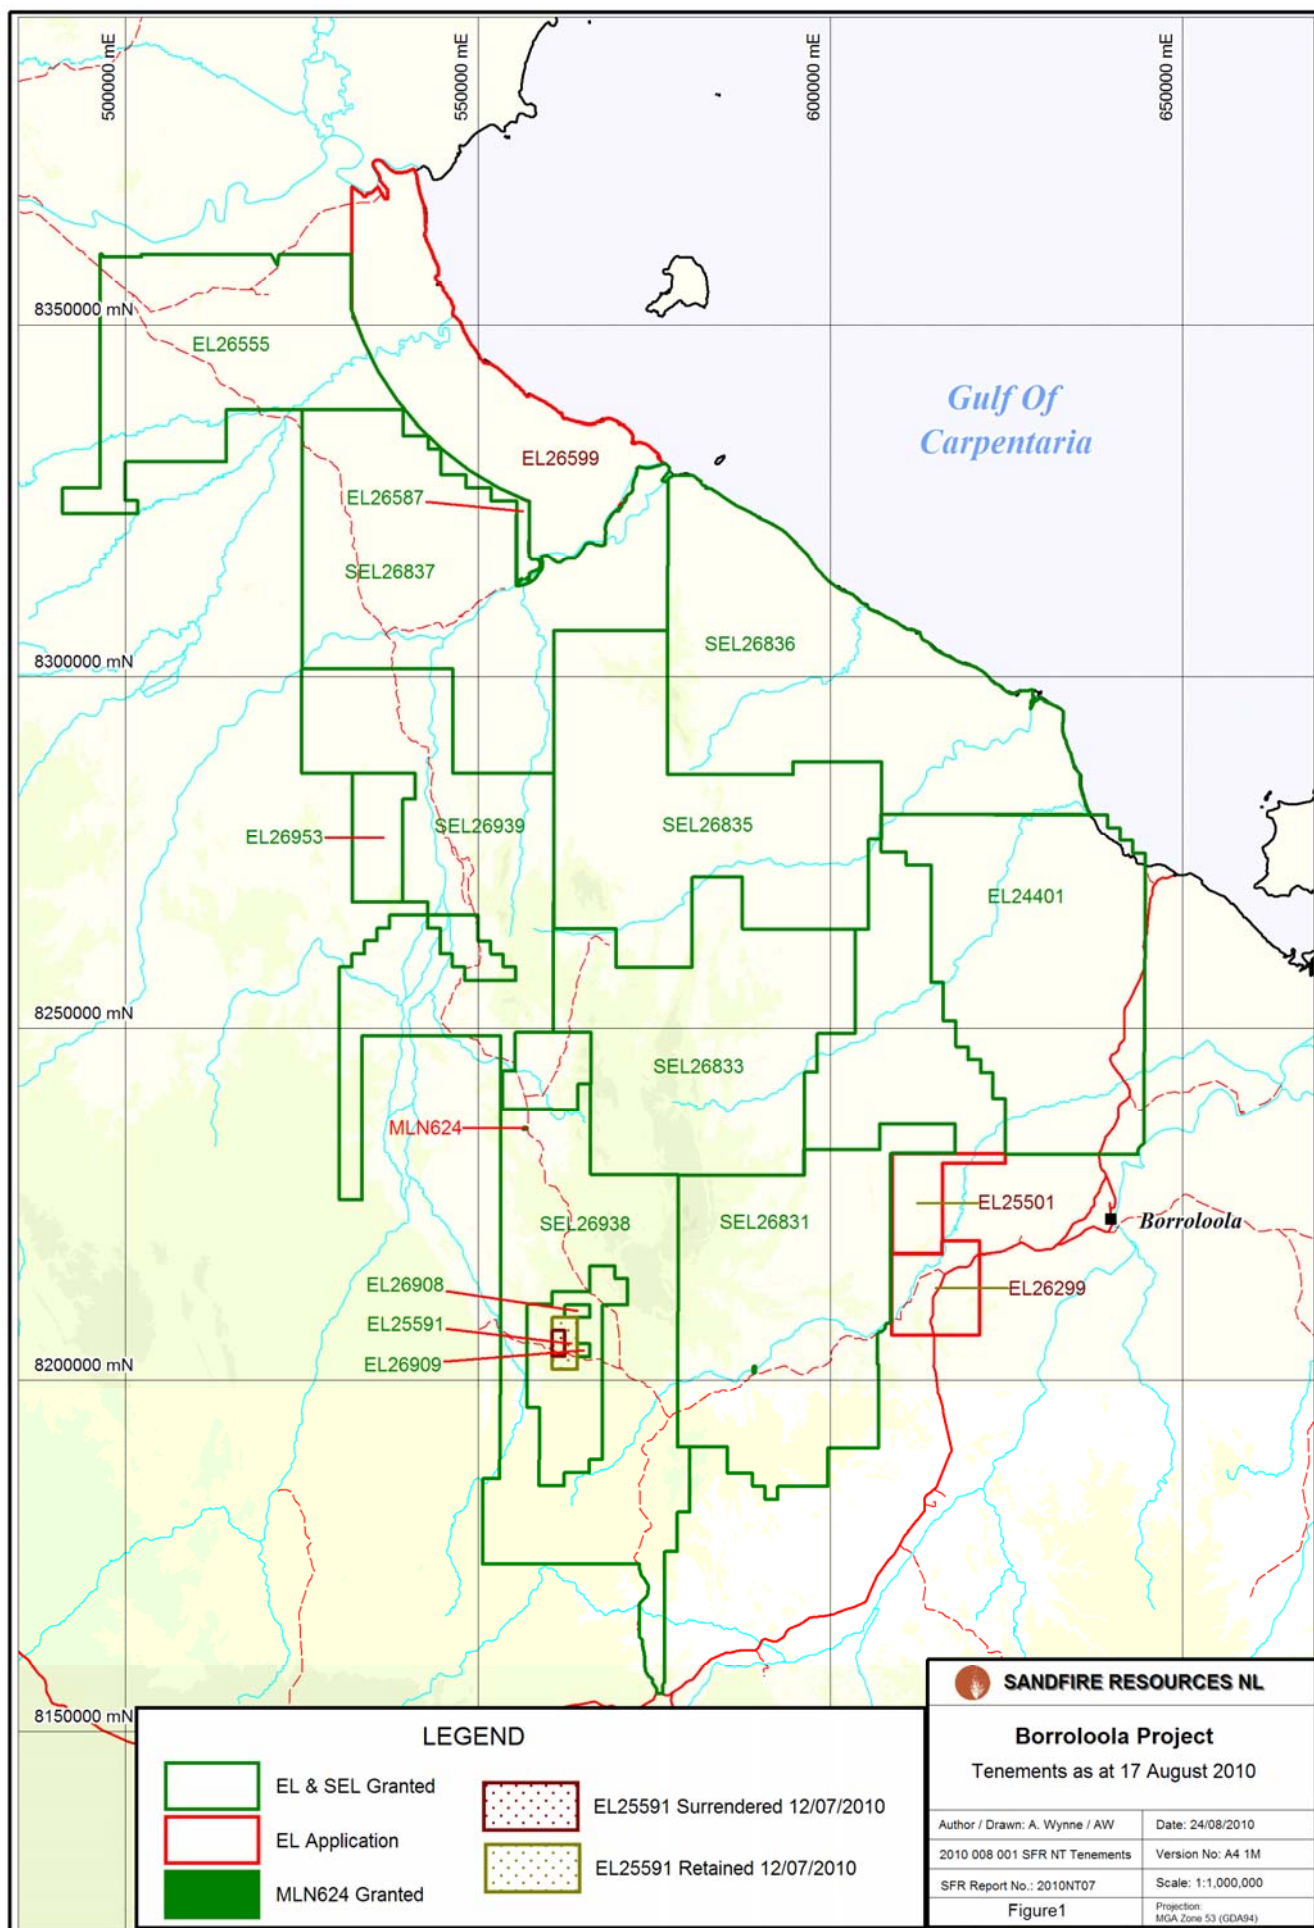 500000 mE
550000 mE
600000 mE
650000 mE
8350000 mN
EL26555
Gulf Of
Carpentaria
EL26599
EL26587
SEL26837
SEL26836
8300000 mN
EL26953
SEL26939
SEL26835
EL24401
8250000 mN
SEL26833
MLN624
SEL26938
SEL26831
EL25501
Borroloola
EL26908
EL26299
EL25591
EL26909
8200000 mN
8150000 mN
LEGEND
EL & SEL Granted
EL Application
MLN624 Granted
EL25591 Surrendered 12/07/2010
EL25591 Retained 12/07/2010
SANDFIRE RESOURCES NL
Borroloola Project
Tenements as at 17 August 2010
Author / Drawn: A. Wynne / AW
Date: 24/08/2010
2010 008 001 SFR NT Tenements
Version No: A4 1M
SFR Report No.: 2010NT07
Scale: 1:1,000,000
Figure1
Projection:
MGA Zone 53 (GDA94)